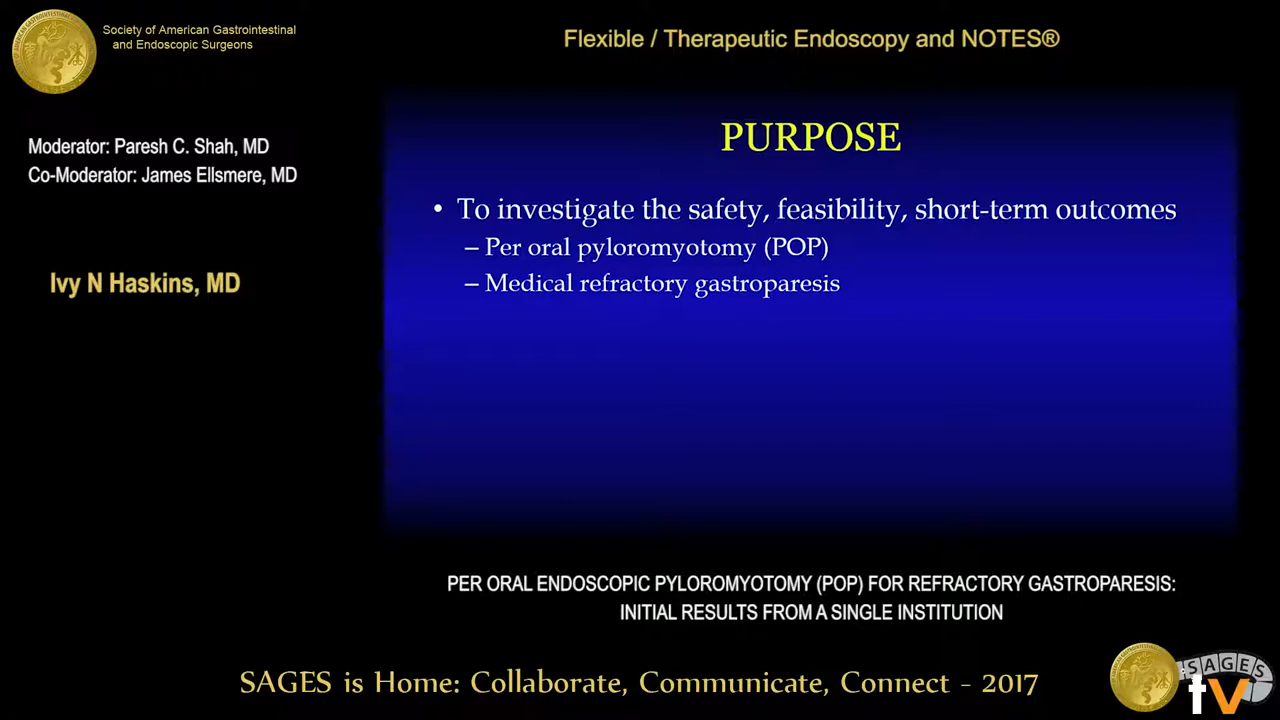 Society of American Gastrointestinal
and Endoscopic Surgeons
Flexible / Therapeutic Endoscopy and NOTES®
Moderator: Paresh C. Shah, MD
Co-Moderator: James Ellsmere, MD
Ivy N Haskins, MD
PURPOSE
• To investigate the safety, feasibility, short-term outcomes
– Per oral pyloromyotomy (POP)
– Medical refractory gastroparesis
PER ORAL ENDOSCOPIC PYLOROMYOTOMY (POP) FOR REFRACTORY GASTROPARESIS:
INITIAL RESULTS FROM A SINGLE INSTITUTION
SAGES is Home: Collaborate, Communicate, Connect - 2017
SAGES
tv